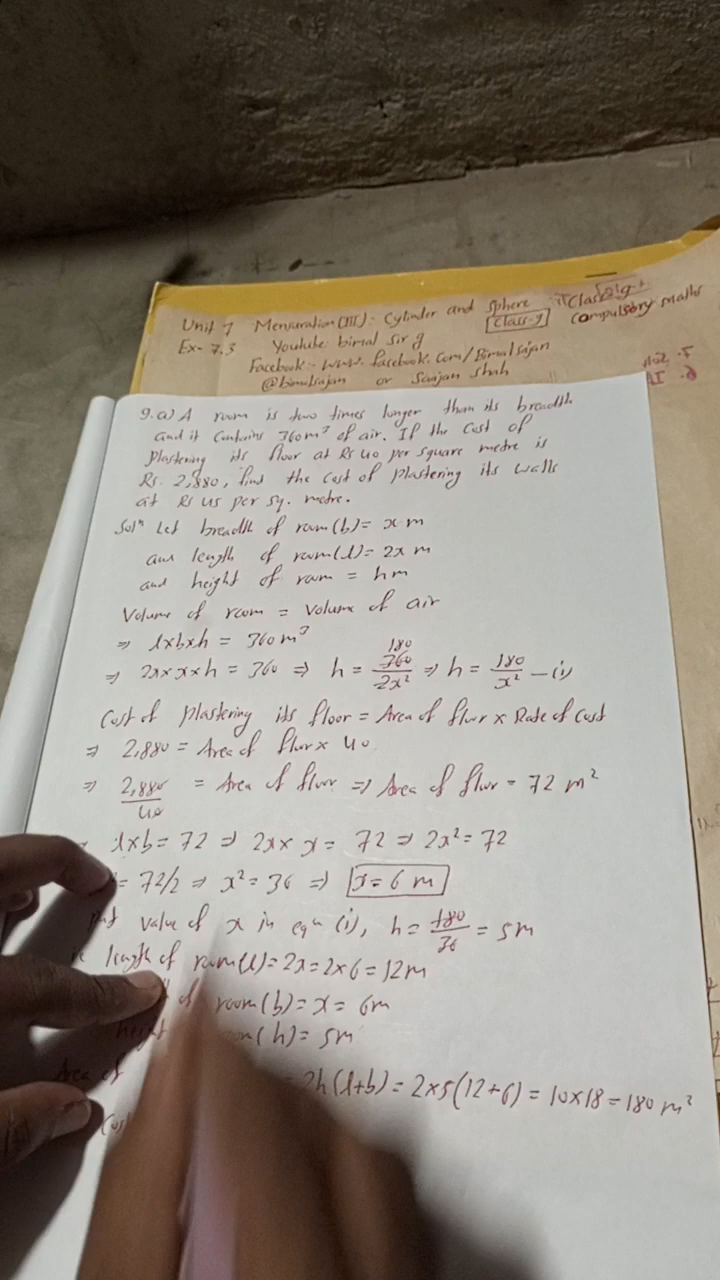 Unit 7 Mensuration (III): Cylinder and Sphere
Class-9 Compulsory maths
Ex- 7.3 Youtube: bimal sir g
Facebook:- www.facebook.com/Bimalsajan
@bimalsajan or Sanjan Shah
9. a) A room is two times longer than its breadth
and it contains 360m³ of air. If the cost of
plastering its floor at Rs 40 per square metre is
Rs. 2,880, find the cost of plastering its walls
at Rs 45 per sq. metre.
Solⁿ Let breadth of room (b) = x m
and length of room (l) = 2x m
and height of room = h m
Volume of room = Volume of air
⇒ l×b×h = 360 m³
⇒ 2x×x×h = 360 ⇒ h = 360/2x² 180 ⇒ h = 180/x² — (i)
Cost of plastering its floor = Area of floor × Rate of Cost
⇒ 2,880 = Area of floor × 40
⇒ 2,880/40 = Area of floor ⇒ Area of floor = 72 m²
l×b = 72 ⇒ 2x × x = 72 ⇒ 2x² = 72
= 72/2 ⇒ x² = 36 ⇒ x = 6 m
value of x in eqn (i), h = 180/36 = 5m
length of room (l) = 2x = 2×6 = 12m
of room (b) = x = 6m
height (h) = 5m
Area of 2h(l+b) = 2×5(12+6) = 10×18 = 180 m²